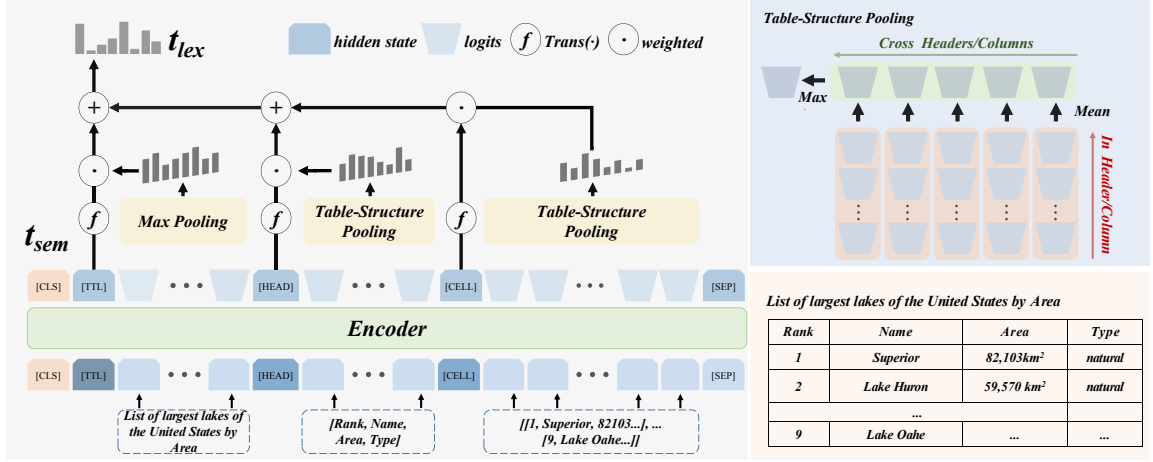 t_lex
hidden state
logits
f
Trans(·)
·
weighted
+
+
·
·
·
f
Max Pooling
f
Table-Structure
Pooling
f
Table-Structure
Pooling
t_sem
[CLS]
[TTL]
• • •
[HEAD]
• • •
[CELL]
• • •
[SEP]
Encoder
[CLS]
[TTL]
• • •
[HEAD]
• • •
[CELL]
• • •
[SEP]
List of largest lakes of
the United States by
Area
[Rank, Name,
Area, Type]
[[1, Superior, 82103...], ...
[9, Lake Oahe...]]
Table-Structure Pooling
Cross Headers/Columns
Max
Mean
In Header/Column
List of largest lakes of the United States by Area
Rank Name Area Type
1 Superior 82,103km² natural
2 Lake Huron 59,570 km² natural
...
9 Lake Oahe ... ...